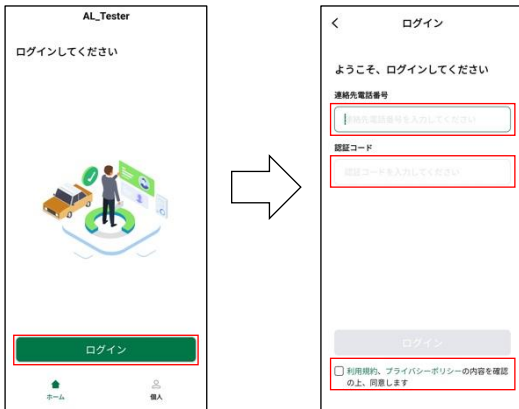 AL_Tester
ログインしてください
ログイン
ホーム
個人
ログイン
ようこそ、ログインしてください
連絡先電話番号
連絡先電話番号を入力してください
認証コード
認証コードを入力してください
ログイン
利用規約、プライバシーポリシーの内容を確認
の上、同意します